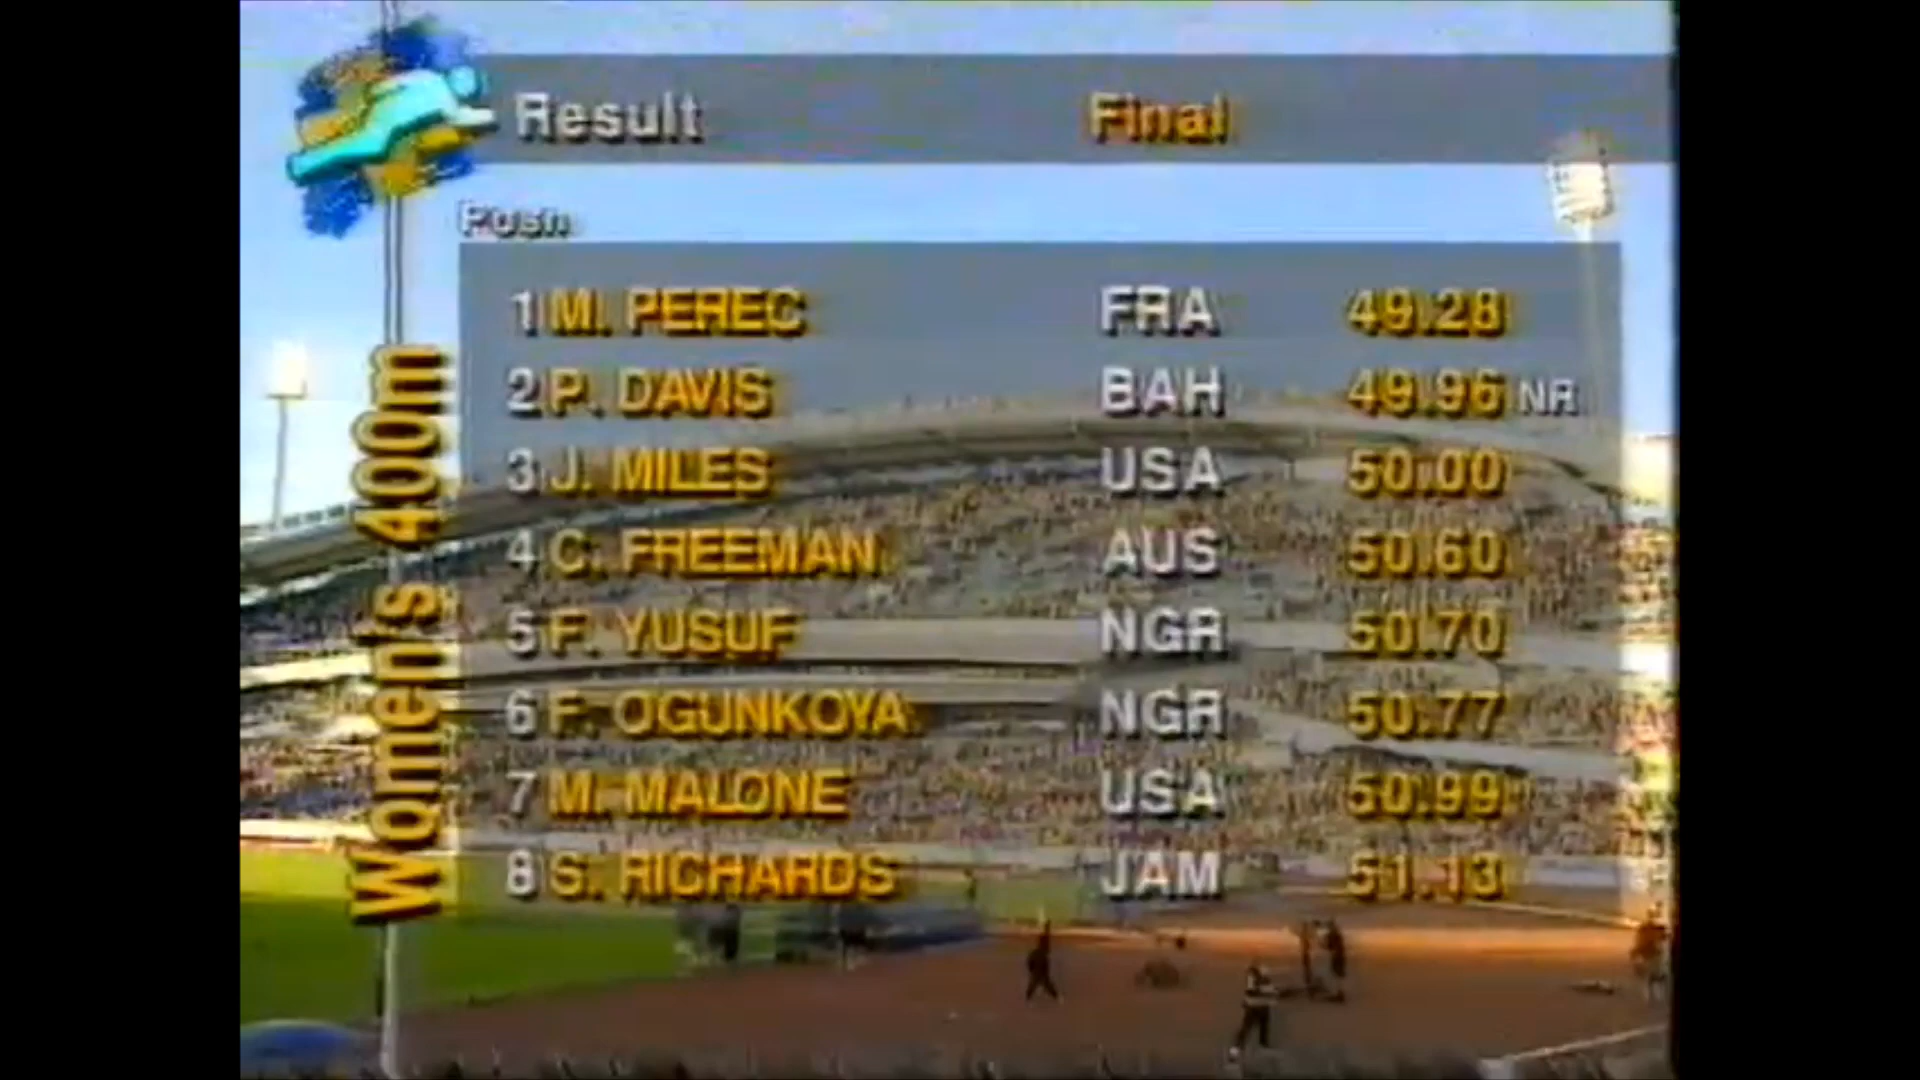 Result Final
Posn
Women's 400m
1 M. PEREC FRA 49.28
2 P. DAVIS BAH 49.96 NR
3 J. MILES USA 50.00
4 C. FREEMAN AUS 50.60
5 F. YUSUF NGR 50.70
6 F. OGUNKOYA NGR 50.77
7 M. MALONE USA 50.99
8 S. RICHARDS JAM 51.13